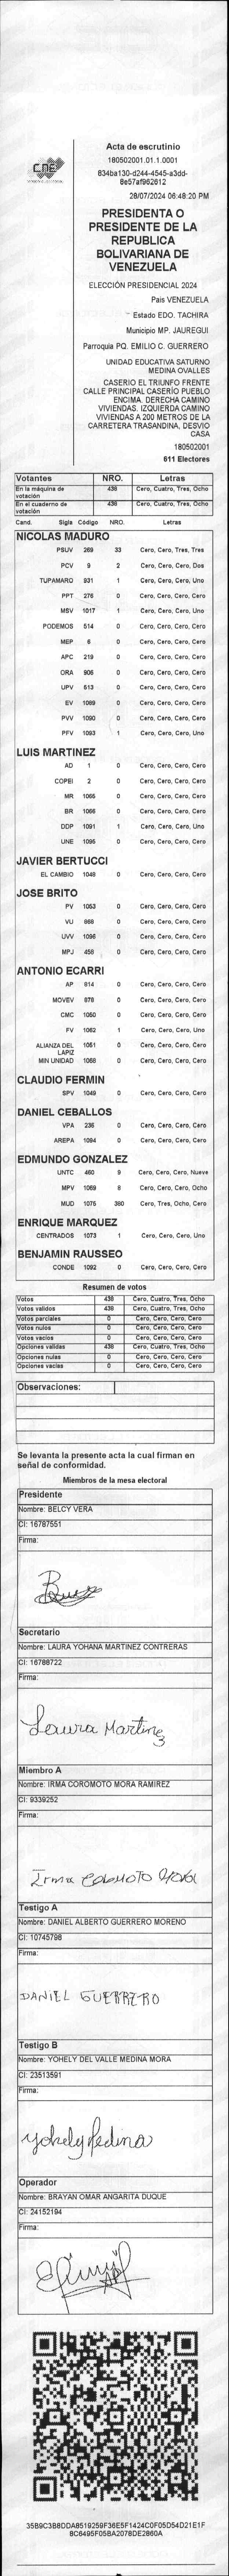 CNE
Acta de escrutinio
180502001.01.1.0001
834ba130-d244-4545-a3dd-
8e57af962612
28/07/2024 06:48:20 PM
PRESIDENTA O
PRESIDENTE DE LA
REPUBLICA
BOLIVARIANA DE
VENEZUELA
ELECCIÓN PRESIDENCIAL 2024
Pais VENEZUELA
Estado EDO. TACHIRA
Municipio MP. JAUREGUI
Parroquia PQ. EMILIO C. GUERRERO
UNIDAD EDUCATIVA SATURNO
MEDINA OVALLES
CASERIO EL TRIUNFO FRENTE
CALLE PRINCIPAL CASERÍO PUEBLO
ENCIMA. DERECHA CAMINO
VIVIENDAS. IZQUIERDA CAMINO
VIVIENDAS A 200 METROS DE LA
CARRETERA TRASANDINA, DESVIO
CASA
180502001
611 Electores
Votantes NRO. Letras
En la máquina de votación 438 Cero, Cuatro, Tres, Ocho
En el cuaderno de votación 438 Cero, Cuatro, Tres, Ocho
Cand. Sigla Código NRO. Letras
NICOLAS MADURO
PSUV 269 33 Cero, Cero, Tres, Tres
PCV 9 2 Cero, Cero, Cero, Dos
TUPAMARO 931 1 Cero, Cero, Cero, Uno
PPT 276 0 Cero, Cero, Cero, Cero
MSV 1017 1 Cero, Cero, Cero, Uno
PODEMOS 514 0 Cero, Cero, Cero, Cero
MEP 6 0 Cero, Cero, Cero, Cero
APC 219 0 Cero, Cero, Cero, Cero
ORA 906 0 Cero, Cero, Cero, Cero
UPV 513 0 Cero, Cero, Cero, Cero
EV 1089 0 Cero, Cero, Cero, Cero
PVV 1090 0 Cero, Cero, Cero, Cero
PFV 1093 1 Cero, Cero, Cero, Uno
LUIS MARTINEZ
AD 1 0 Cero, Cero, Cero, Cero
COPEI 2 0 Cero, Cero, Cero, Cero
MR 1065 0 Cero, Cero, Cero, Cero
BR 1066 0 Cero, Cero, Cero, Cero
DDP 1091 1 Cero, Cero, Cero, Uno
UNE 1095 0 Cero, Cero, Cero, Cero
JAVIER BERTUCCI
EL CAMBIO 1048 0 Cero, Cero, Cero, Cero
JOSE BRITO
PV 1053 0 Cero, Cero, Cero, Cero
VU 868 0 Cero, Cero, Cero, Cero
UVV 1096 0 Cero, Cero, Cero, Cero
MPJ 458 0 Cero, Cero, Cero, Cero
ANTONIO ECARRI
AP 814 0 Cero, Cero, Cero, Cero
MOVEV 878 0 Cero, Cero, Cero, Cero
CMC 1050 0 Cero, Cero, Cero, Cero
FV 1062 1 Cero, Cero, Cero, Uno
ALIANZA DEL LAPIZ 1051 0 Cero, Cero, Cero, Cero
MIN UNIDAD 1058 0 Cero, Cero, Cero, Cero
CLAUDIO FERMIN
SPV 1049 0 Cero, Cero, Cero, Cero
DANIEL CEBALLOS
VPA 236 0 Cero, Cero, Cero, Cero
AREPA 1094 0 Cero, Cero, Cero, Cero
EDMUNDO GONZALEZ
UNTC 460 9 Cero, Cero, Cero, Nueve
MPV 1069 8 Cero, Cero, Cero, Ocho
MUD 1075 380 Cero, Tres, Ocho, Cero
ENRIQUE MARQUEZ
CENTRADOS 1073 1 Cero, Cero, Cero, Uno
BENJAMIN RAUSSEO
CONDE 1092 0 Cero, Cero, Cero, Cero
Resumen de votos
Votos 438 Cero, Cuatro, Tres, Ocho
Votos validos 438 Cero, Cuatro, Tres, Ocho
Votos parciales 0 Cero, Cero, Cero, Cero
Votos nulos 0 Cero, Cero, Cero, Cero
Votos vacios 0 Cero, Cero, Cero, Cero
Opciones válidas 438 Cero, Cuatro, Tres, Ocho
Opciones nulas 0 Cero, Cero, Cero, Cero
Opciones vacías 0 Cero, Cero, Cero, Cero
Observaciones:
Se levanta la presente acta la cual firman en
señal de conformidad.
Miembros de la mesa electoral
Presidente
Nombre: BELCY VERA
CI: 16787551
Firma:
Secretario
Nombre: LAURA YOHANA MARTINEZ CONTRERAS
CI: 16788722
Firma:
Laura Martinez
Miembro A
Nombre: IRMA COROMOTO MORA RAMIREZ
CI: 9339252
Firma:
Irma COROMOTO MORA
Testigo A
Nombre: DANIEL ALBERTO GUERRERO MORENO
CI: 10745798
Firma:
DANIEL GUERRERO
Testigo B
Nombre: YOHELY DEL VALLE MEDINA MORA
CI: 23513591
Firma:
Yohely Medina
Operador
Nombre: BRAYAN OMAR ANGARITA DUQUE
CI: 24152194
Firma:
35B9C3B8DDA8519259F36E5F1424C0F05D54D21E1F
8C6495F05BA2078DE2860A